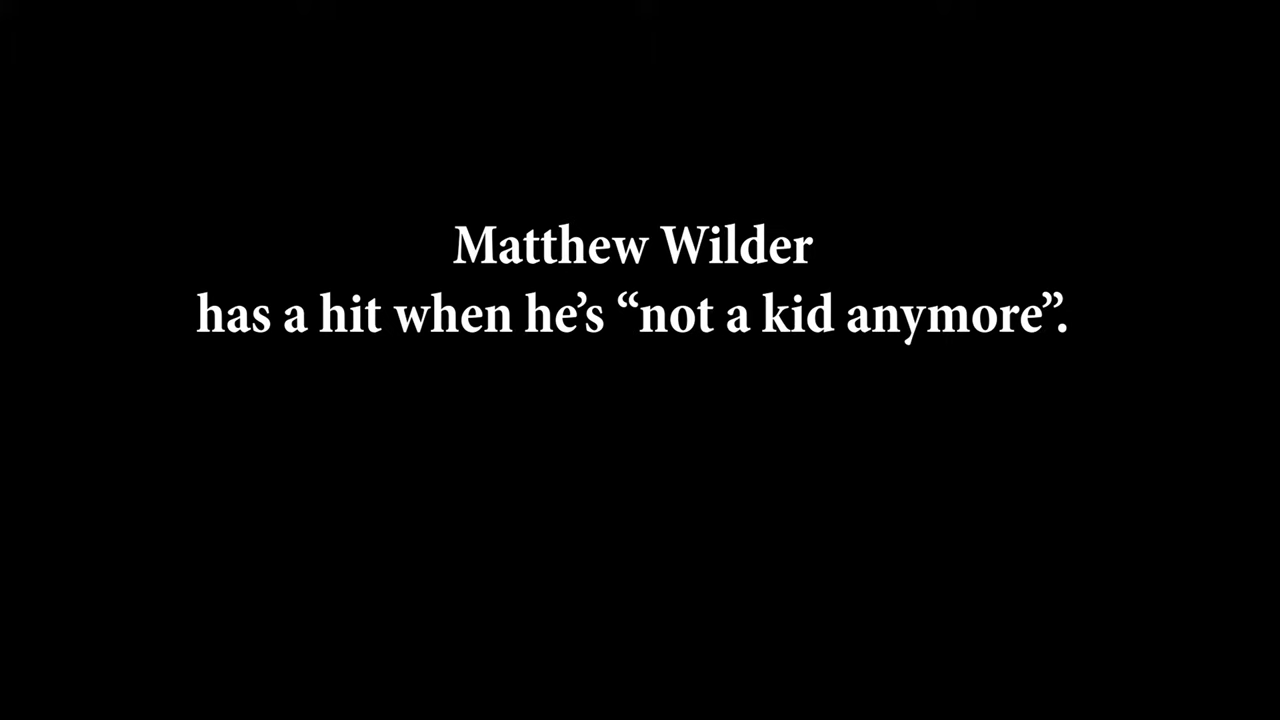 Matthew Wilder
has a hit when he’s “not a kid anymore”.